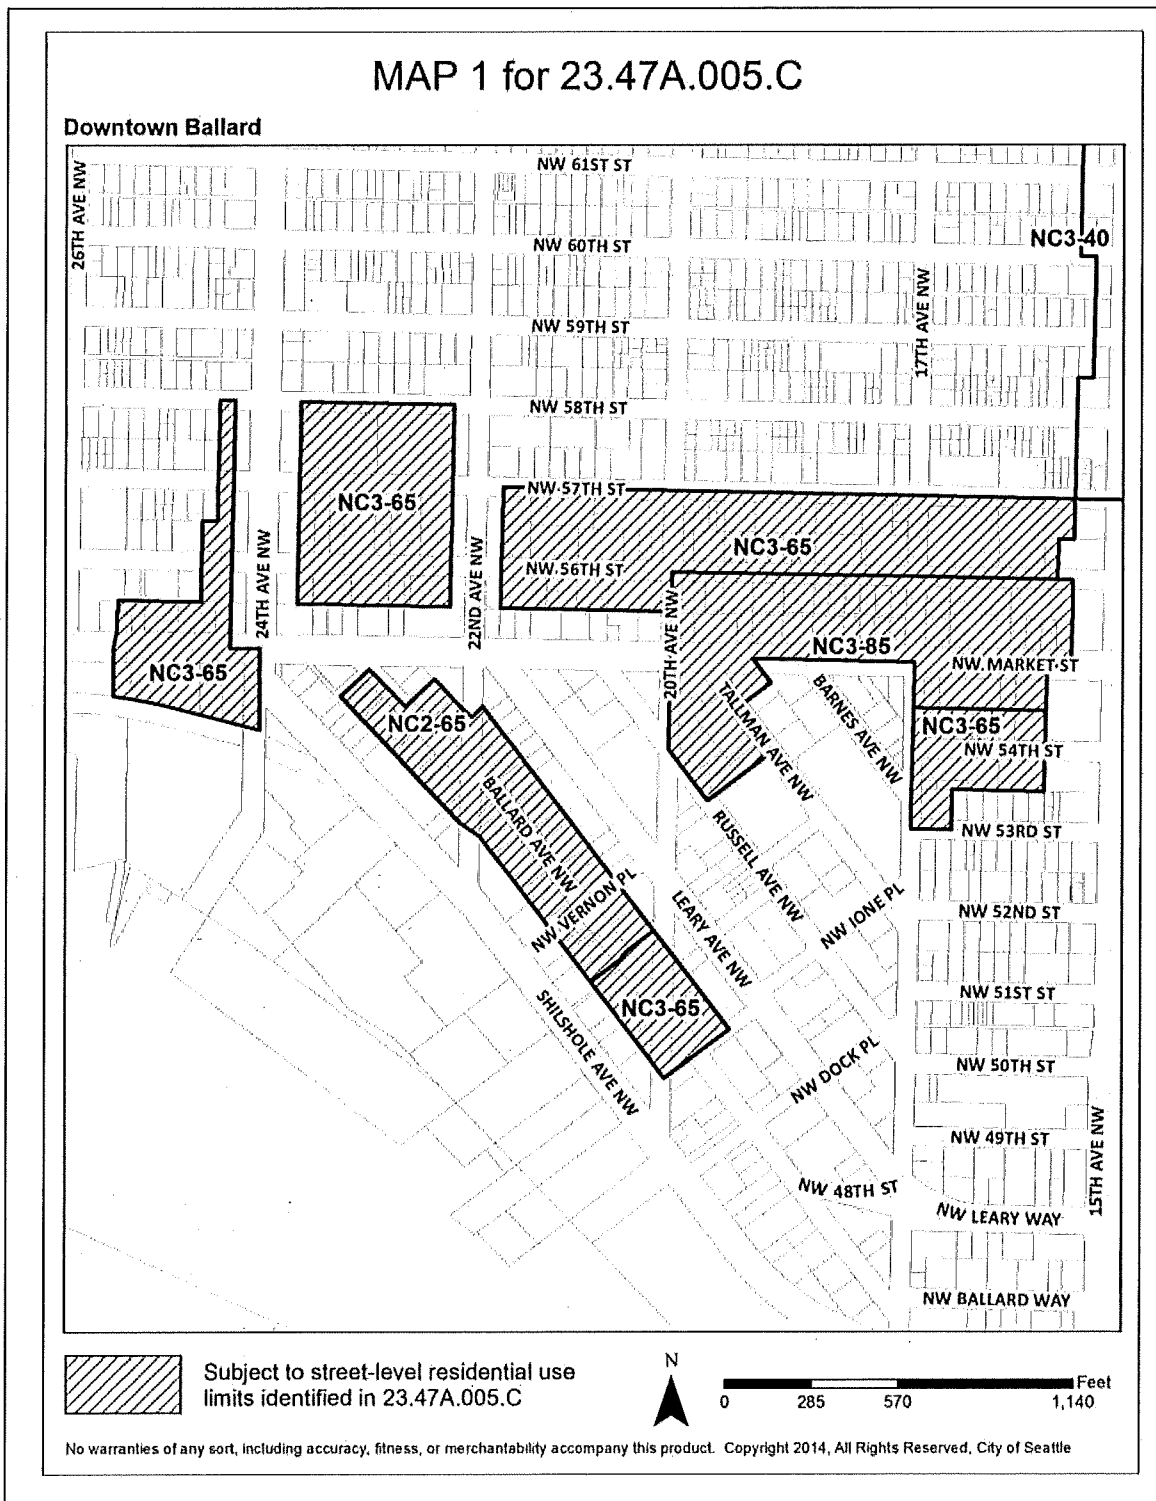 MAP 1 for 23.47A.005.C
Downtown Ballard
26TH AVE NW
NW 61ST ST
NW 60TH ST
NC3-40
NW 59TH ST
17TH AVE NW
NW 58TH ST
NC3-65
NW 57TH ST
24TH AVE NW
22ND AVE NW
NC3-65
NW 56TH ST
20TH AVE NW
NC3-85
NW MARKET ST
NC3-65
NC2-65
TALLMAN AVE NW
BARNES AVE NW
NC3-65
NW 54TH ST
BALLARD AVE NW
RUSSELL AVE NW
NW 53RD ST
NW VERNON PL
LEARY AVE NW
NW IONE PL
NW 52ND ST
SHILSHOLE AVE NW
NC3-65
NW 51ST ST
NW DOCK PL
NW 50TH ST
NW 49TH ST
15TH AVE NW
NW 48TH ST
NW LEARY WAY
NW BALLARD WAY
Subject to street-level residential use
limits identified in 23.47A.005.C
N
Feet
0 285 570 1,140
No warranties of any sort, including accuracy, fitness, or merchantability accompany this product. Copyright 2014, All Rights Reserved, City of Seattle